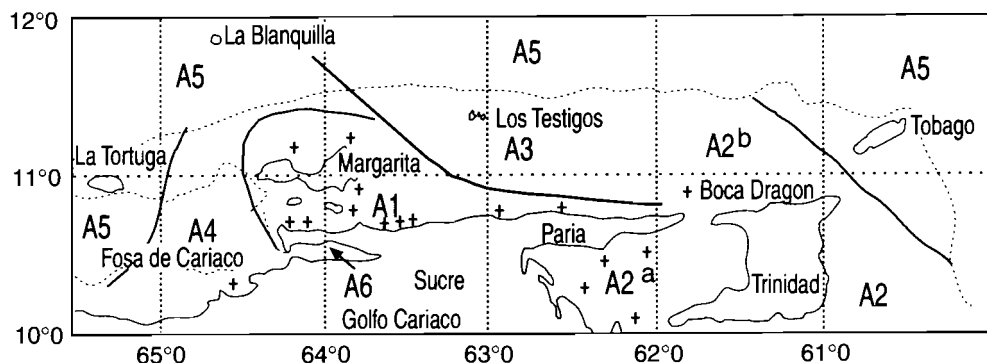 12°0
La Blanquilla
A5
A5
A5
Los Testigos
Tobago
La Tortuga
Margarita
A3
A2b
11°0
Boca Dragon
A1
A5
A4
Paria
Fosa de Cariaco
A6
Sucre
A2a
Trinidad
A2
Golfo Cariaco
10°0
65°0
64°0
63°0
62°0
61°0